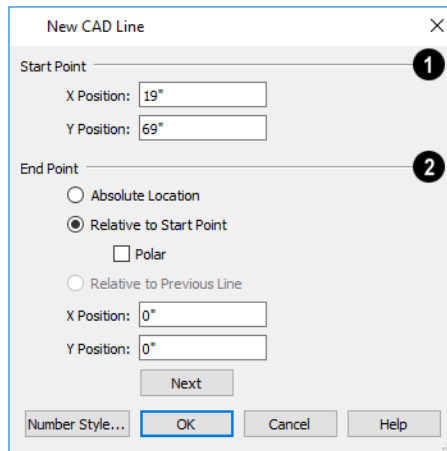 New CAD Line
Start Point 1
X Position: 19"
Y Position: 69"
End Point 2
Absolute Location
Relative to Start Point
Polar
Relative to Previous Line
X Position: 0"
Y Position: 0"
Next
Number Style... OK Cancel Help